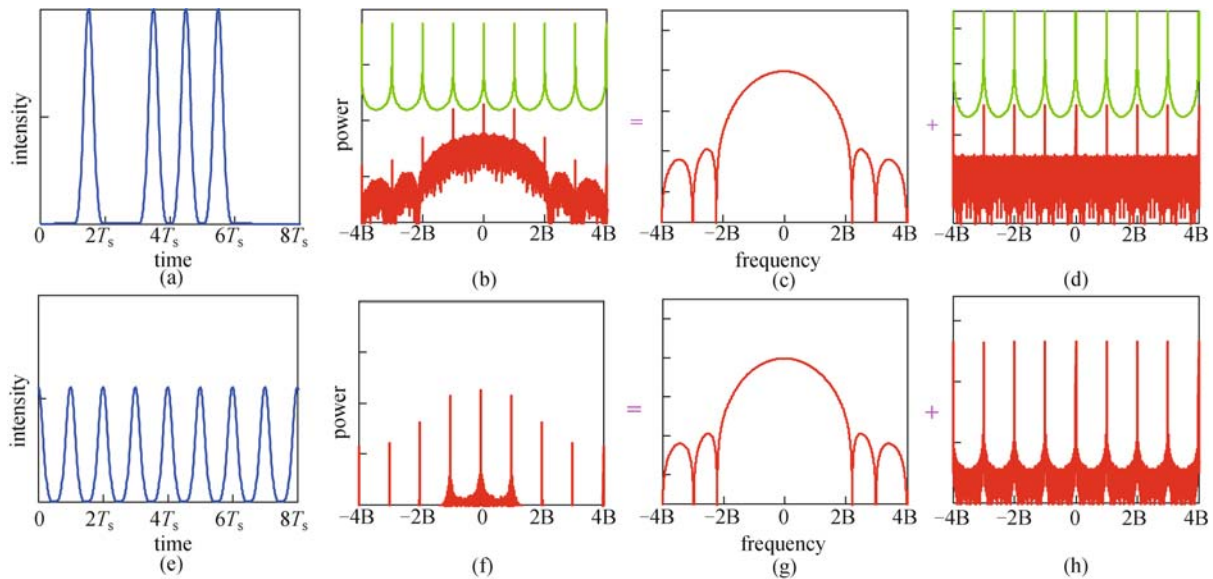 intensity
0 2Ts 4Ts 6Ts 8Ts
time
(a)
power
−4B −2B 0 2B 4B
(b)
=
−4B −2B 0 2B 4B
frequency
(c)
+
−4B −2B 0 2B 4B
(d)
intensity
0 2Ts 4Ts 6Ts 8Ts
time
(e)
power
−4B −2B 0 2B 4B
(f)
=
−4B −2B 0 2B 4B
frequency
(g)
+
−4B −2B 0 2B 4B
(h)